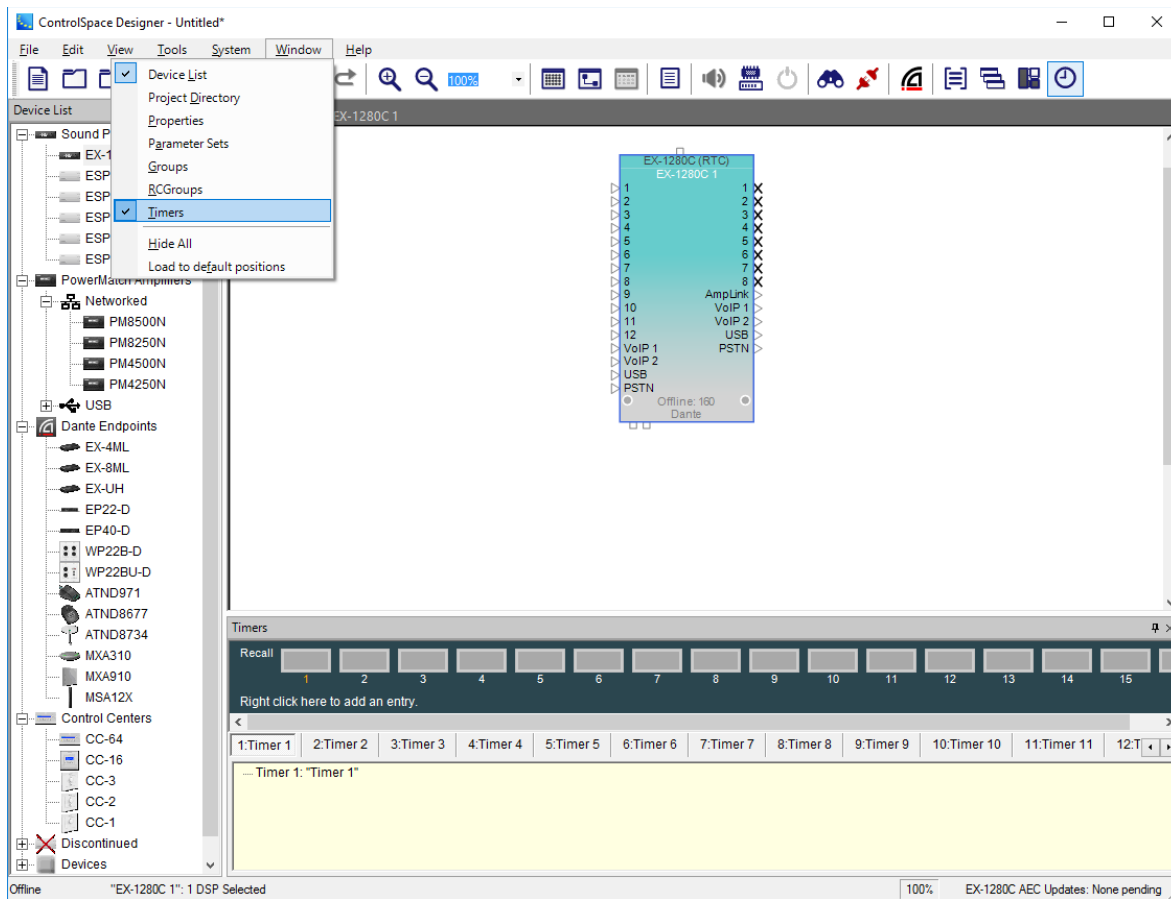 ControlSpace Designer - Untitled*
File Edit View Tools System Window Help
100%
Device List
Project Directory
Properties
Parameter Sets
Groups
RCGroups
Timers
Hide All
Load to default positions
Device List
EX-1280C 1
Sound P
EX-1
ESP
ESP
ESP
ESP
ESP
PowerMatch Amplifiers
Networked
PM8500N
PM8250N
PM4500N
PM4250N
USB
Dante Endpoints
EX-4ML
EX-8ML
EX-UH
EP22-D
EP40-D
WP22B-D
WP22BU-D
ATND971
ATND8677
ATND8734
MXA310
MXA910
MSA12X
Control Centers
CC-64
CC-16
CC-3
CC-2
CC-1
Discontinued
Devices
EX-1280C (RTC)
EX-1280C 1
1 1
2 2
3 3
4 4
5 5
6 6
7 7
8 8
9 AmpLink
10 VoIP 1
11 VoIP 2
12 USB
VoIP 1 PSTN
VoIP 2
USB
PSTN
Offline: 160
Dante
Timers
Recall
1 2 3 4 5 6 7 8 9 10 11 12 13 14 15
Right click here to add an entry.
1:Timer 1 2:Timer 2 3:Timer 3 4:Timer 4 5:Timer 5 6:Timer 6 7:Timer 7 8:Timer 8 9:Timer 9 10:Timer 10 11:Timer 11 12:T
Timer 1: "Timer 1"
Offline "EX-1280C 1": 1 DSP Selected 100% EX-1280C AEC Updates: None pending